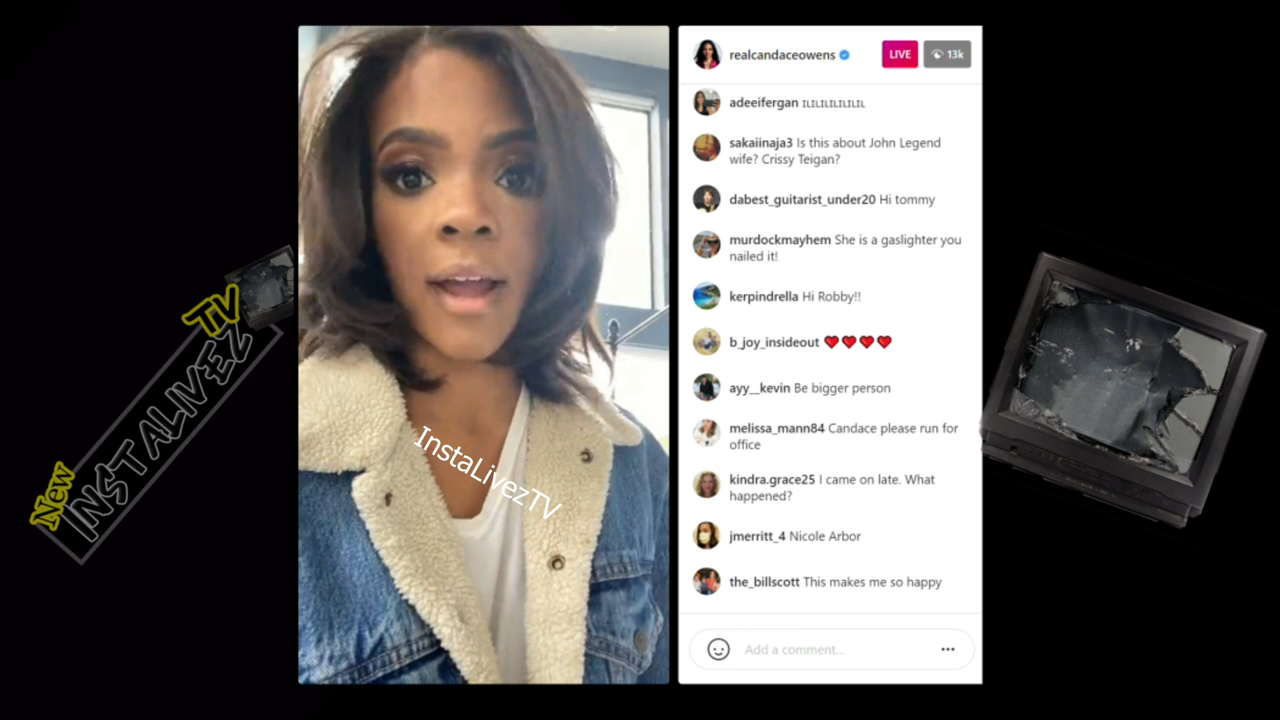 realcandaceowens
LIVE
13k
adeeifergan ILILILILILILIL
sakaiinaja3 Is this about John Legend
wife? Crissy Teigan?
dabest_guitarist_under20 Hi tommy
murdockmayhem She is a gaslighter you
nailed it!
kerpindrella Hi Robby!!
b_joy_insideout ❤❤❤❤
ayy__kevin Be bigger person
melissa_mann84 Candace please run for
office
kindra.grace25 I came on late. What
happened?
jmerritt_4 Nicole Arbor
the_billscott This makes me so happy
Add a comment...
InstaLivezTV
New
INSTALIVEZ
TV